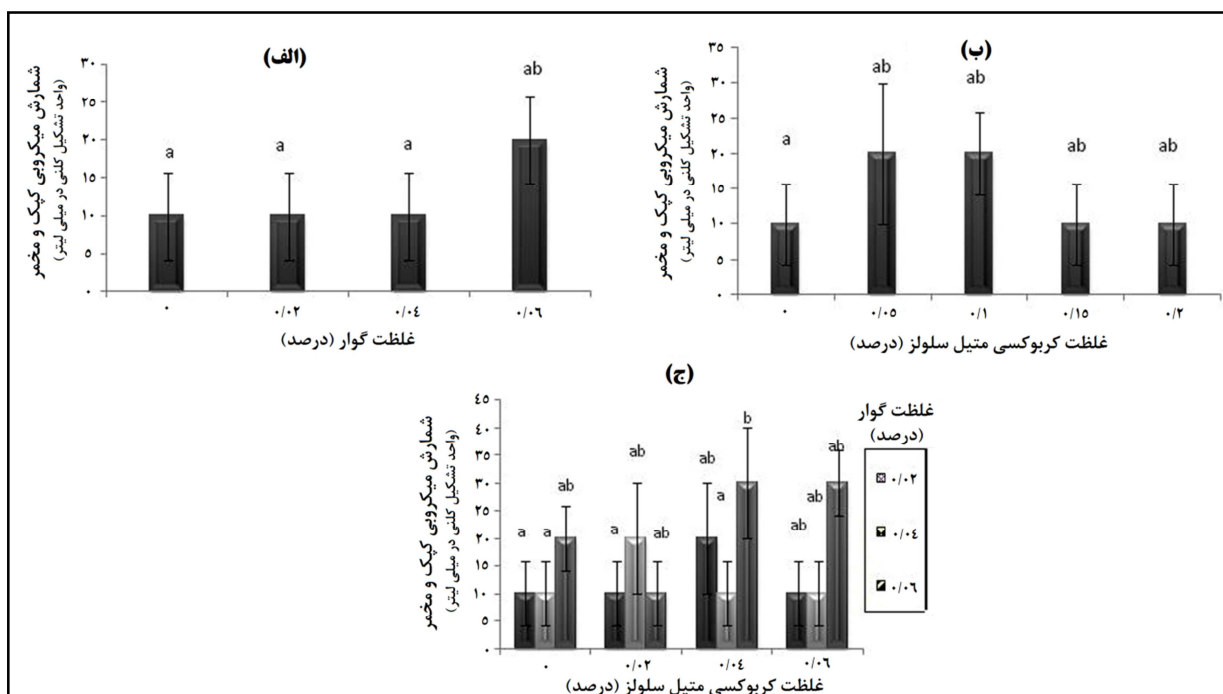 (الف)
شمارش میکروبی کپک و مخمر
(واحد تشکیل کلنی در میلی لیتر)
۳۰
۲۵
۲۰
۱۵
۱۰
۵
۰
a
a
a
ab
۰
۰/۰۲
۰/۰٤
۰/۰٦
غلظت گوار (درصد)
(ب)
شمارش میکروبی کپک و مخمر
(واحد تشکیل کلنی در میلی لیتر)
۳۵
۳۰
۲۵
۲۰
۱۵
۱۰
۵
۰
a
ab
ab
ab
ab
۰
۰/۰۵
۰/۱
۰/۱۵
۰/۲
غلظت کربوکسی متیل سلولز (درصد)
(ج)
شمارش میکروبی کپک و مخمر
(واحد تشکیل کلنی در میلی لیتر)
٤۵
٤۰
۳۵
۳۰
۲۵
۲۰
۱۵
۱۰
۵
۰
a
a
ab
a
ab
ab
ab
a
b
ab
ab
ab
۰
۰/۰۲
۰/۰٤
۰/۰٦
غلظت کربوکسی متیل سلولز (درصد)
غلظت گوار
(درصد)
۰/۰۲
۰/۰٤
۰/۰٦